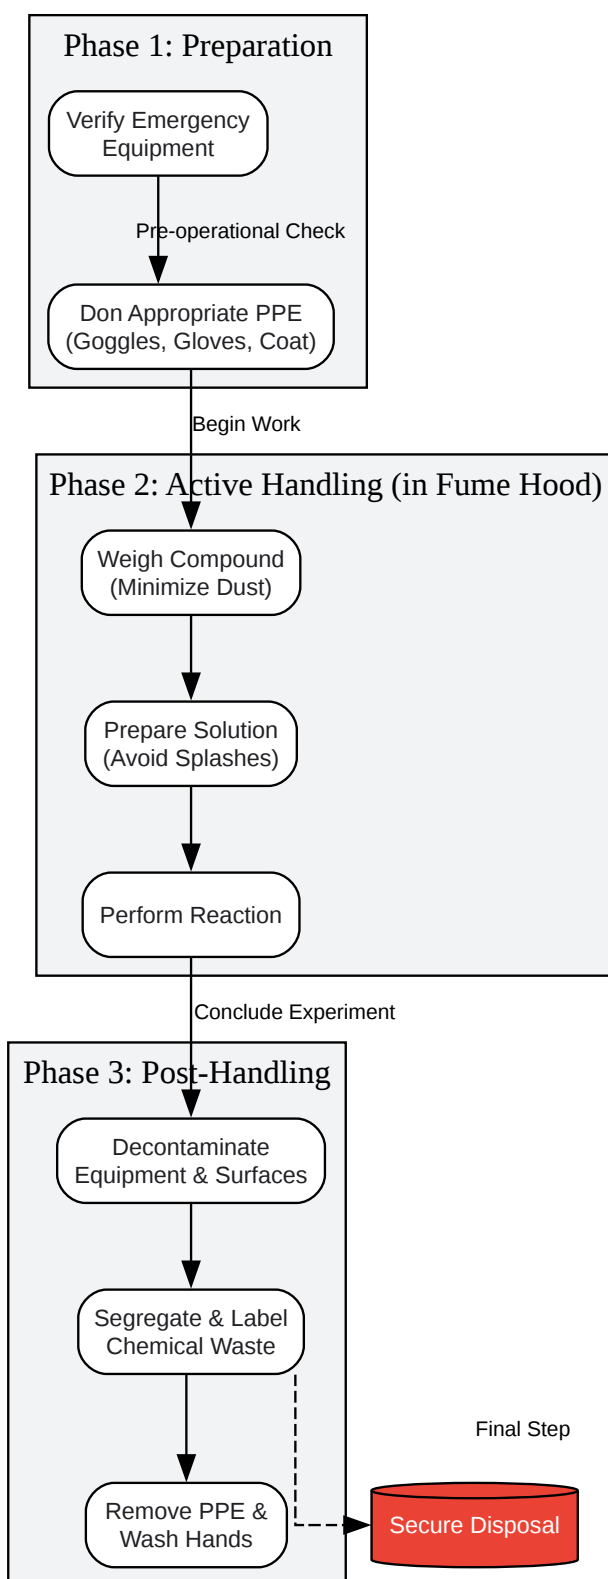 Phase 1: Preparation
Verify Emergency
Equipment
Pre-operational Check
Don Appropriate PPE
(Goggles, Gloves, Coat)
Begin Work
Phase 2: Active Handling (in Fume Hood)
Weigh Compound
(Minimize Dust)
Prepare Solution
(Avoid Splashes)
Perform Reaction
Conclude Experiment
Phase 3: Post-Handling
Decontaminate
Equipment & Surfaces
Segregate & Label
Chemical Waste
Final Step
Remove PPE &
Wash Hands
Secure Disposal